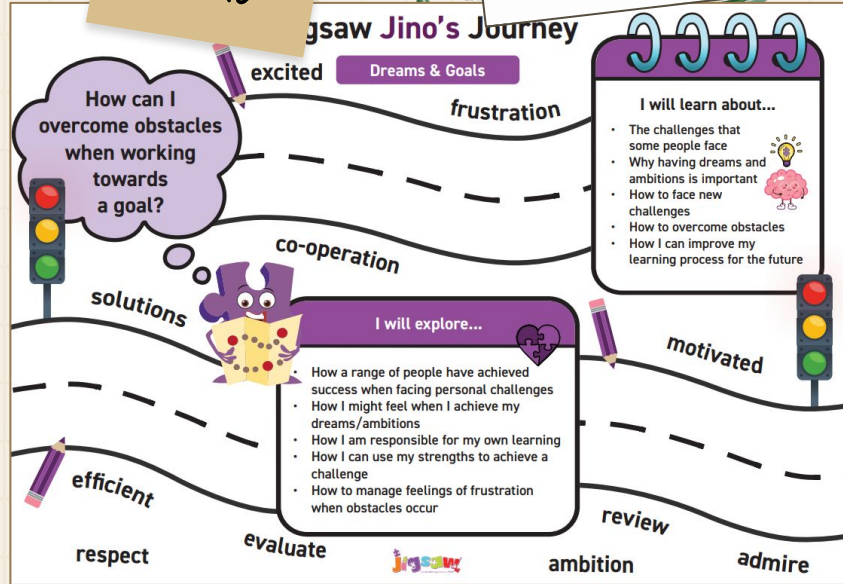 gsaw Jino's Journey
Dreams & Goals
excited
frustration
How can I
overcome obstacles
when working
towards
a goal?
I will learn about...
• The challenges that
some people face
• Why having dreams and
ambitions is important
• How to face new
challenges
• How to overcome obstacles
• How I can improve my
learning process for the future
co-operation
solutions
I will explore...
• How a range of people have achieved
success when facing personal challenges
• How I might feel when I achieve my
dreams/ambitions
• How I am responsible for my own learning
• How I can use my strengths to achieve a
challenge
• How to manage feelings of frustration
when obstacles occur
motivated
efficient
respect
evaluate
jigsaw
review
ambition
admire